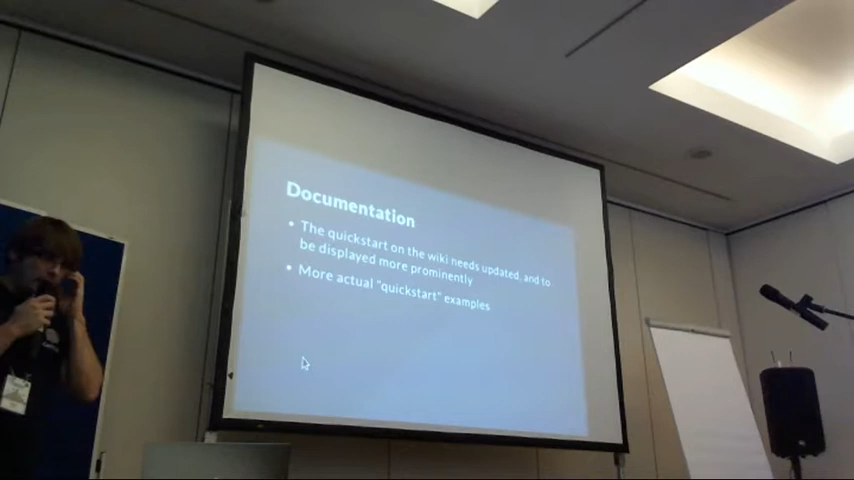 Documentation
• The quickstart on the wiki needs updated, and to
be displayed more prominently
• More actual "quickstart" examples